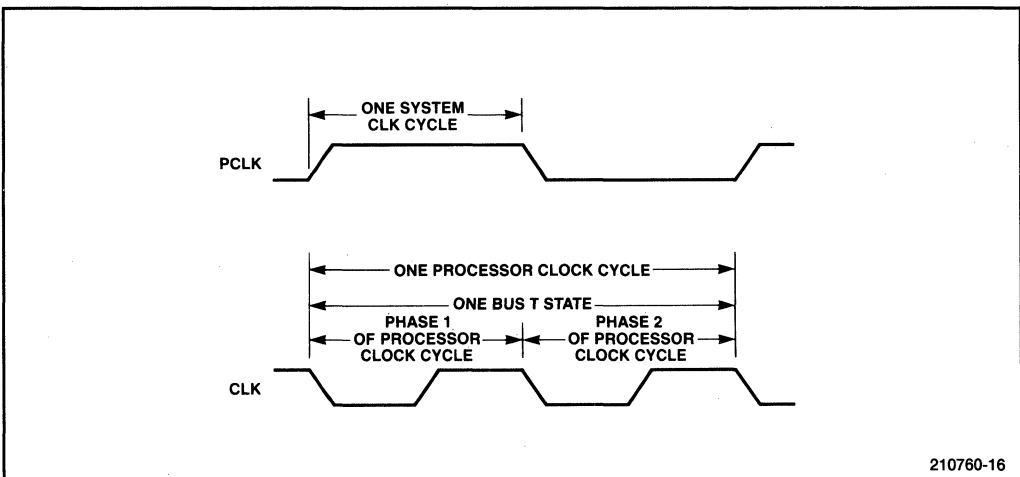 ONE SYSTEM
CLK CYCLE
PCLK
ONE PROCESSOR CLOCK CYCLE
ONE BUS T STATE
PHASE 1
OF PROCESSOR
CLOCK CYCLE
PHASE 2
OF PROCESSOR
CLOCK CYCLE
CLK
210760-16